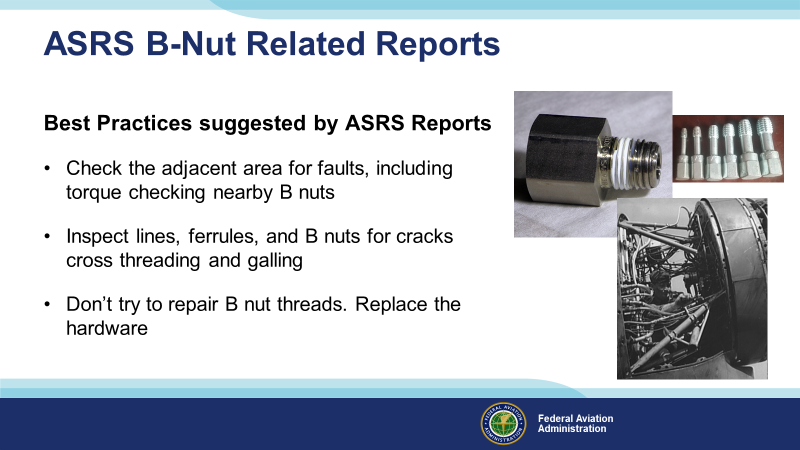 ASRS B-Nut Related Reports
Best Practices suggested by ASRS Reports
• Check the adjacent area for faults, including
torque checking nearby B nuts
• Inspect lines, ferrules, and B nuts for cracks
cross threading and galling
• Don’t try to repair B nut threads. Replace the
hardware
FEDERAL AVIATION
ADMINISTRATION
Federal Aviation
Administration